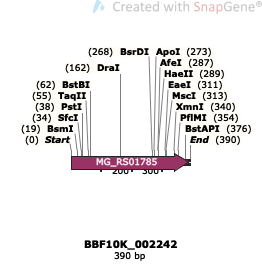 Created with SnapGene®
(268) BsrDI ApoI (273)
AfeI (287)
(162) DraI HaeII (289)
(62) BstBI EaeI (311)
(55) TaqII MscI (313)
(38) PstI XmnI (340)
(34) SfcI PflMI (354)
(19) BsmI BstAPI (376)
(0) Start End (390)
MG_RS01785
200 300
BBF10K_002242
390 bp